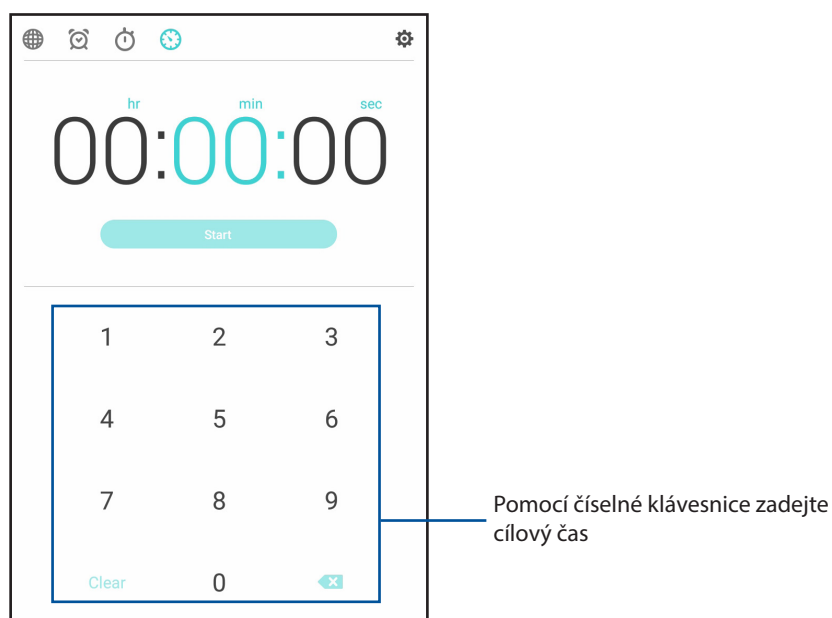 hr min sec
00:00:00
Start
1 2 3
4 5 6
7 8 9
Clear 0
Pomocí číselné klávesnice zadejte
cílový čas